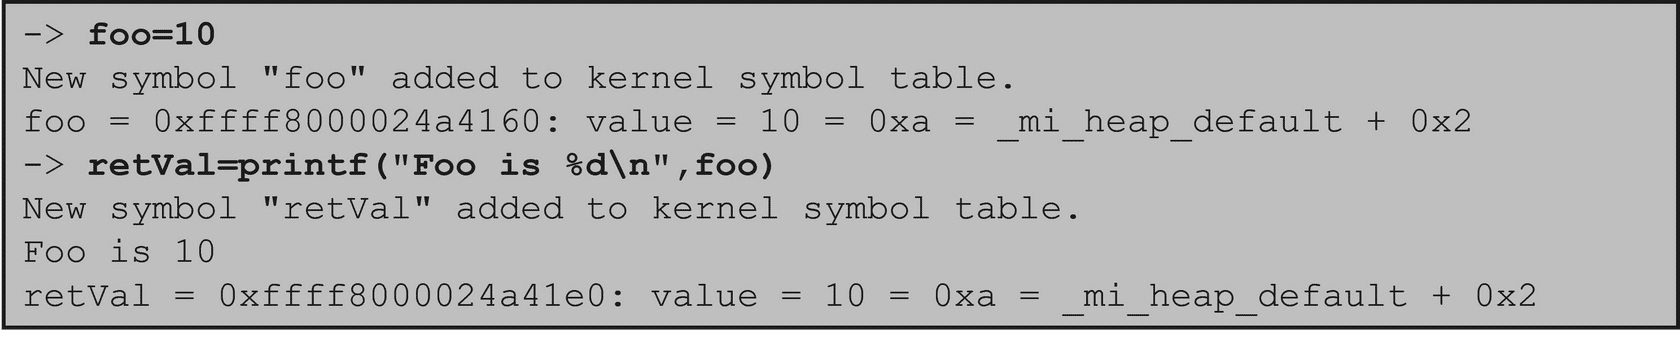 -> foo=10
New symbol "foo" added to kernel symbol table.
foo = 0xffff8000024a4160: value = 10 = 0xa = _mi_heap_default + 0x2
-> retVal=printf("Foo is %d\n",foo)
New symbol "retVal" added to kernel symbol table.
Foo is 10
retVal = 0xffff8000024a41e0: value = 10 = 0xa = _mi_heap_default + 0x2